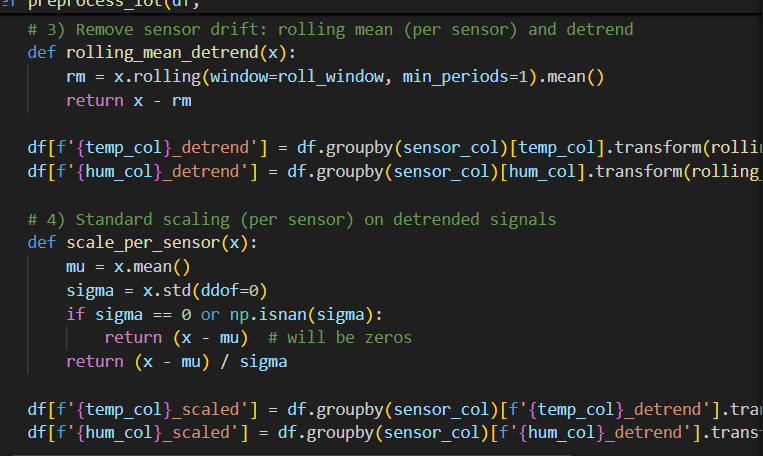 preprocess_iot(df,
# 3) Remove sensor drift: rolling mean (per sensor) and detrend
def rolling_mean_detrend(x):
    rm = x.rolling(window=roll_window, min_periods=1).mean()
    return x - rm
df[f'{temp_col}_detrend'] = df.groupby(sensor_col)[temp_col].transform(rolli
df[f'{hum_col}_detrend'] = df.groupby(sensor_col)[hum_col].transform(rolling_
# 4) Standard scaling (per sensor) on detrended signals
def scale_per_sensor(x):
    mu = x.mean()
    sigma = x.std(ddof=0)
    if sigma == 0 or np.isnan(sigma):
        return (x - mu)  # will be zeros
    return (x - mu) / sigma
df[f'{temp_col}_scaled'] = df.groupby(sensor_col)[f'{temp_col}_detrend'].tra
df[f'{hum_col}_scaled'] = df.groupby(sensor_col)[f'{hum_col}_detrend'].trans